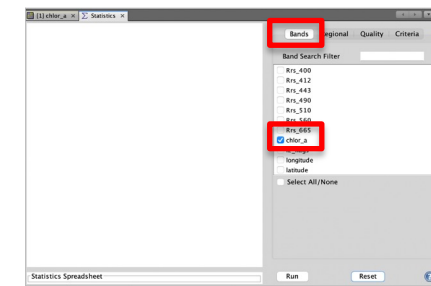 [1] chlor_a × Σ Statistics ×
Bands Regional Quality Criteria
Band Search Filter
Rrs_400
Rrs_412
Rrs_443
Rrs_490
Rrs_510
Rrs_560
Rrs_665
chlor_a
longitude
latitude
Select All/None
Statistics Spreadsheet
Run Reset